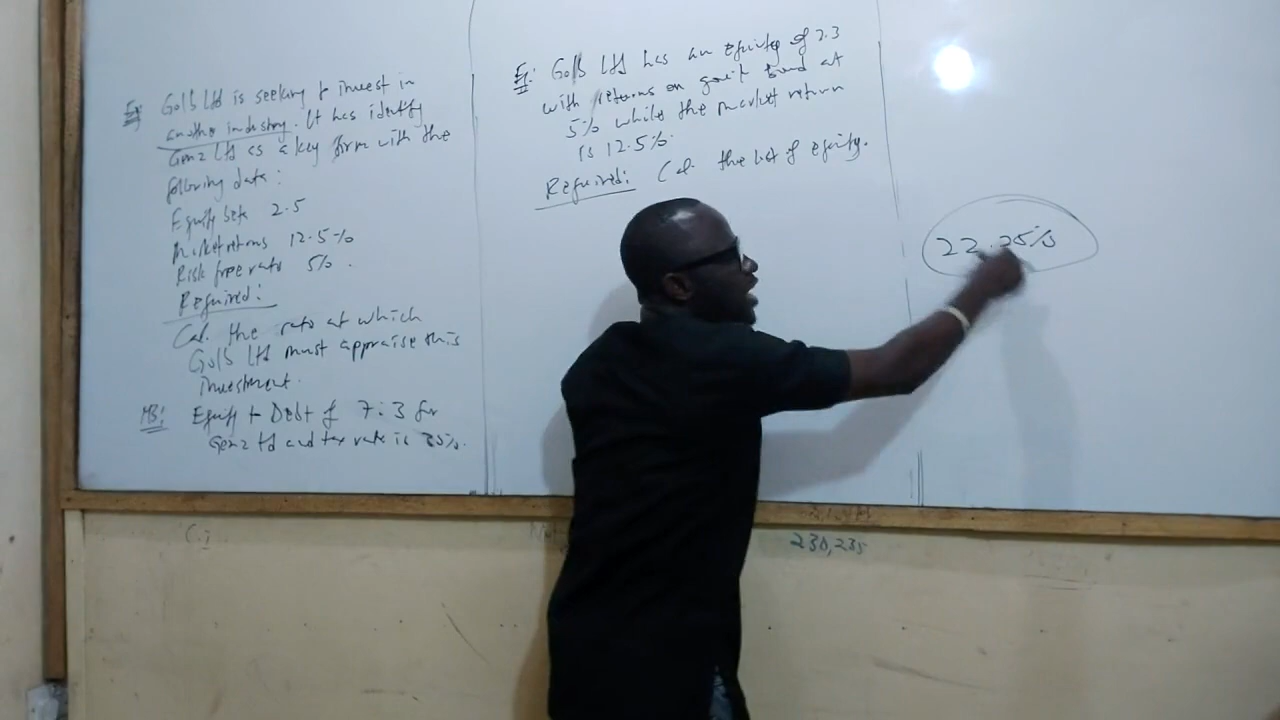 Eg: Golb Ltd is seeking to invest in
another industry. It has identify
Gen2 Ltd as a key firm with the
following data:
Equity beta 2.5
Market returns 12.5%
Risk free rate 5%.
Required:
Cal. the rate at which
Golb Ltd must appraise this
investment.
NB: Equity + Debt of 7:3 for
Gen2 Ltd and tax rate is 30%.
Eg: Golb Ltd has an equity of 2.3
with returns on gov't bond at
5% while the market return
is 12.5%.
Required: Cal. the cost of equity.
22.25%
C.I
230,235